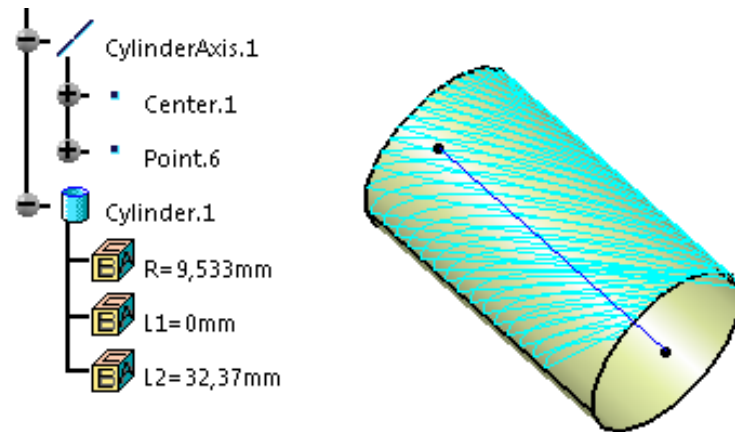 CylinderAxis.1
Center.1
Point.6
Cylinder.1
R=9,533mm
L1=0mm
L2=32,37mm